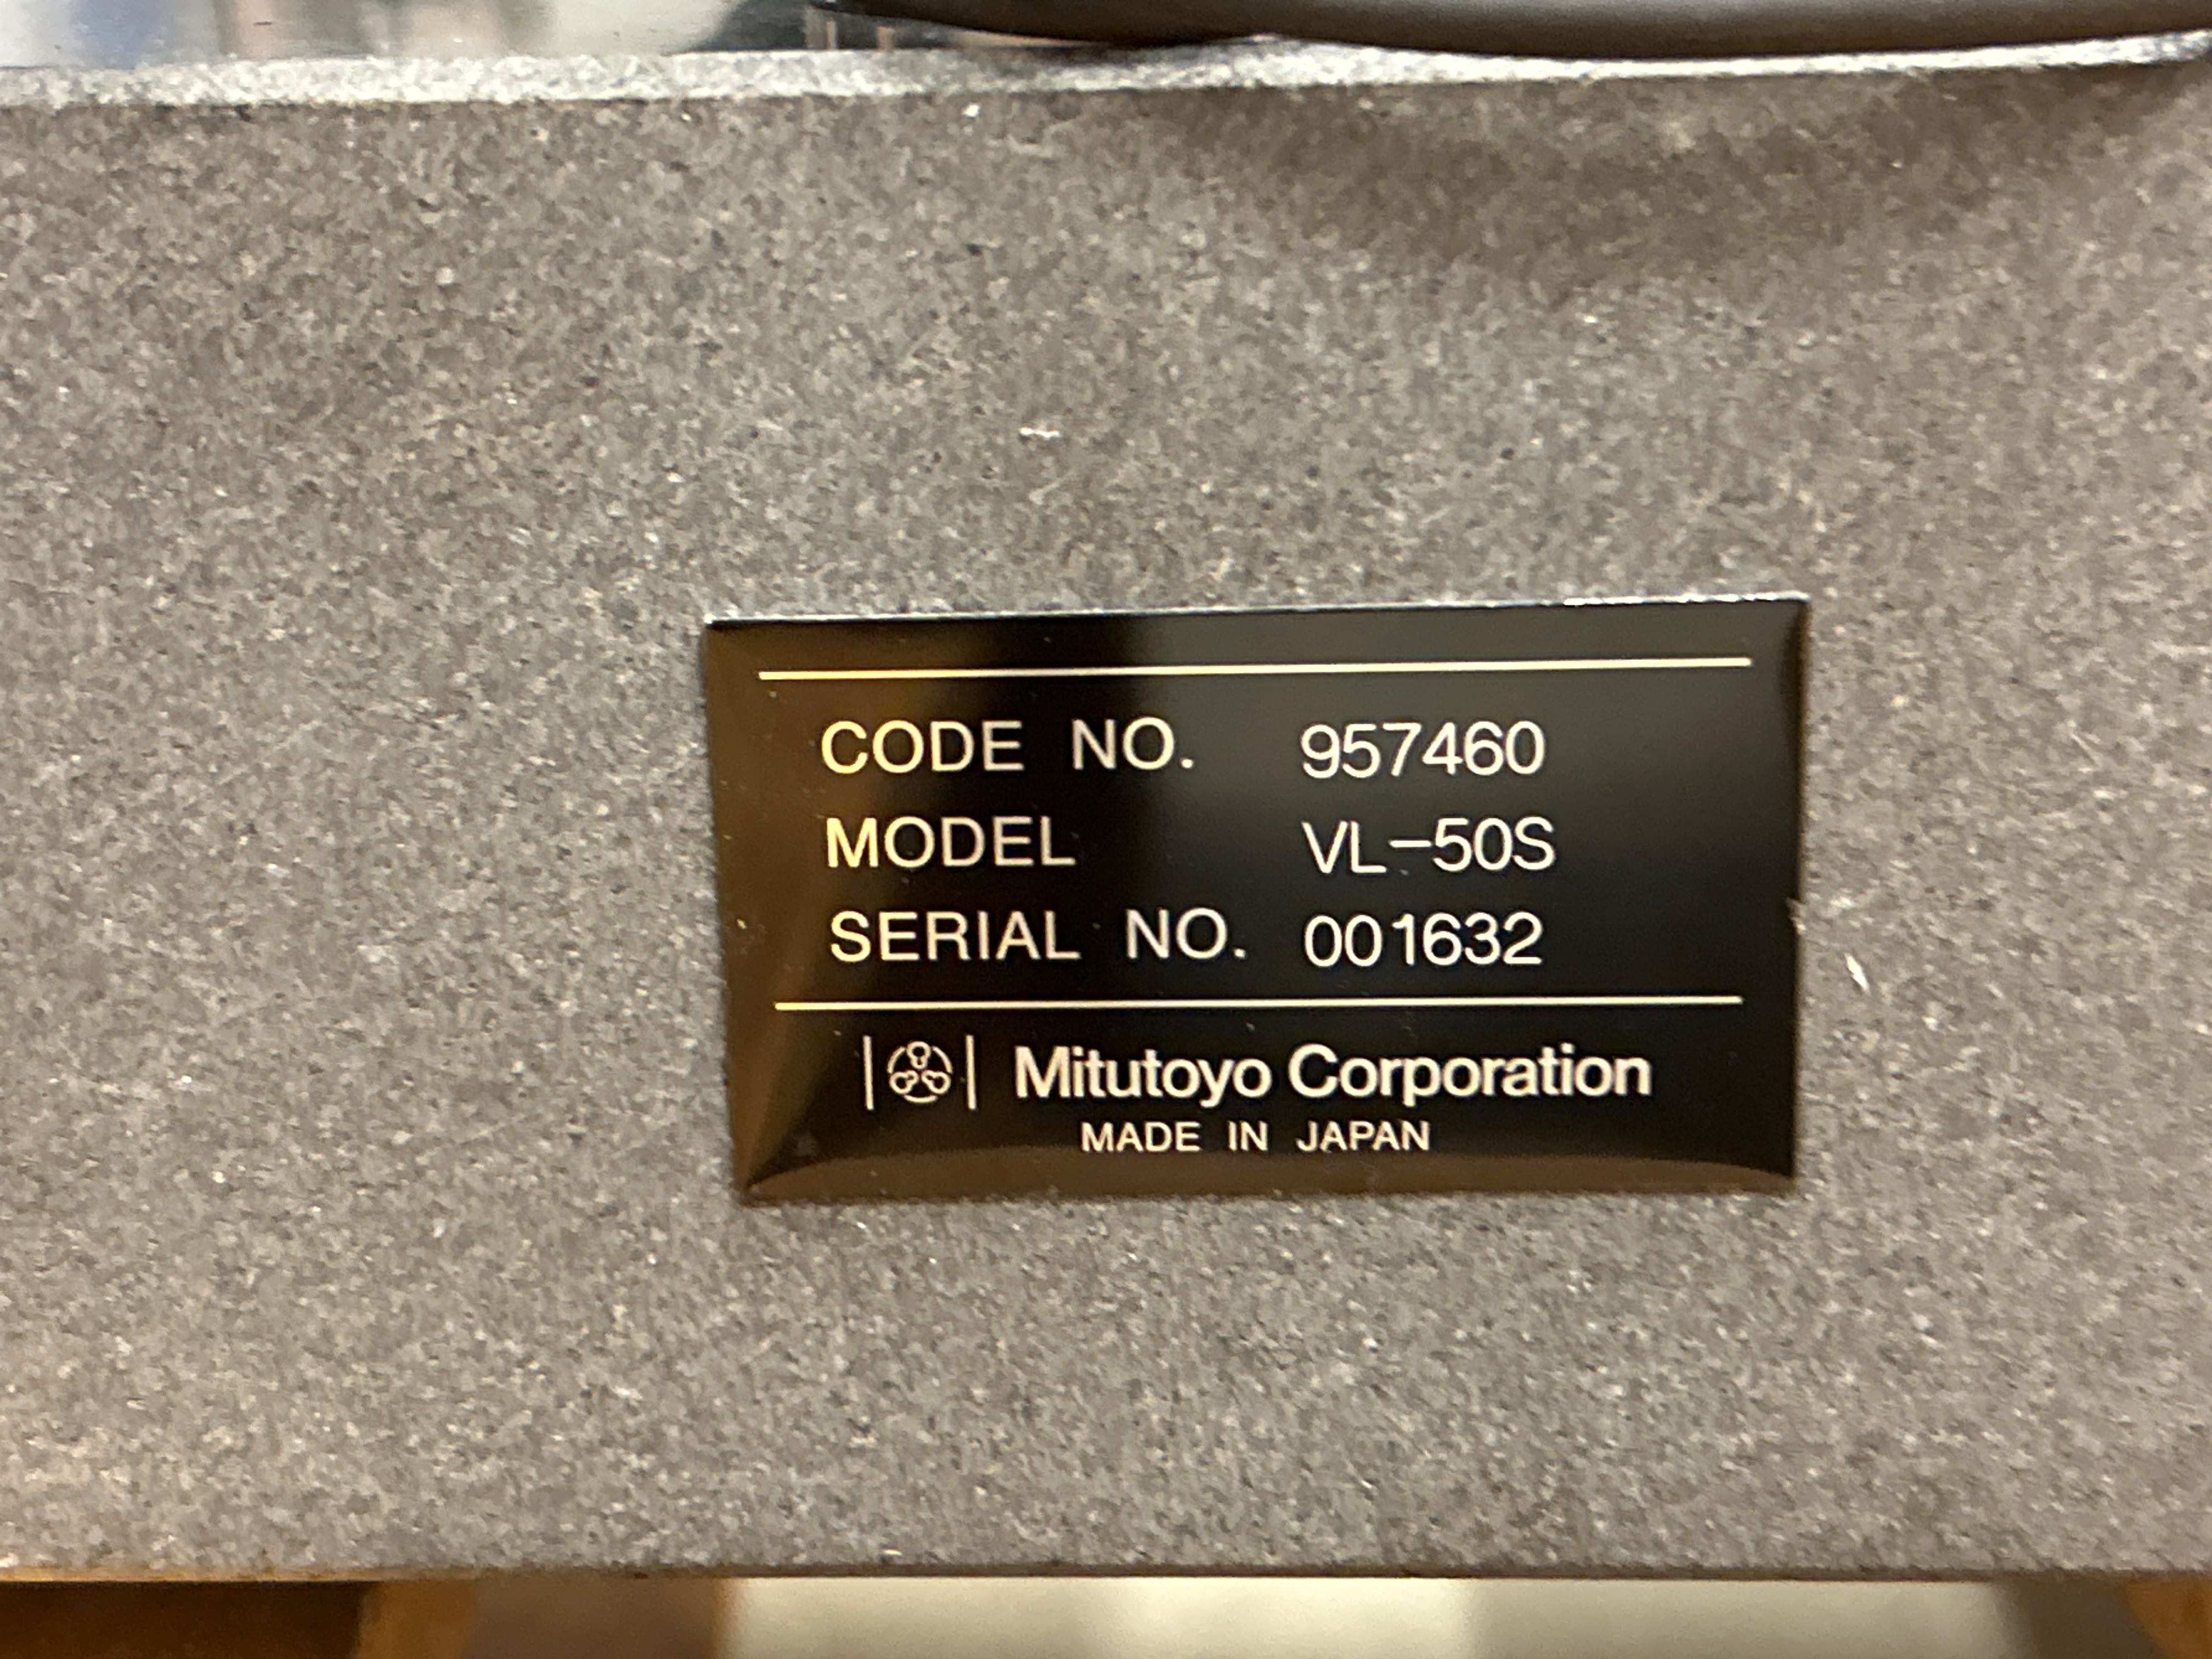 CODE NO. 957460
MODEL VL-50S
SERIAL NO. 001632
Mitutoyo Corporation
MADE IN JAPAN